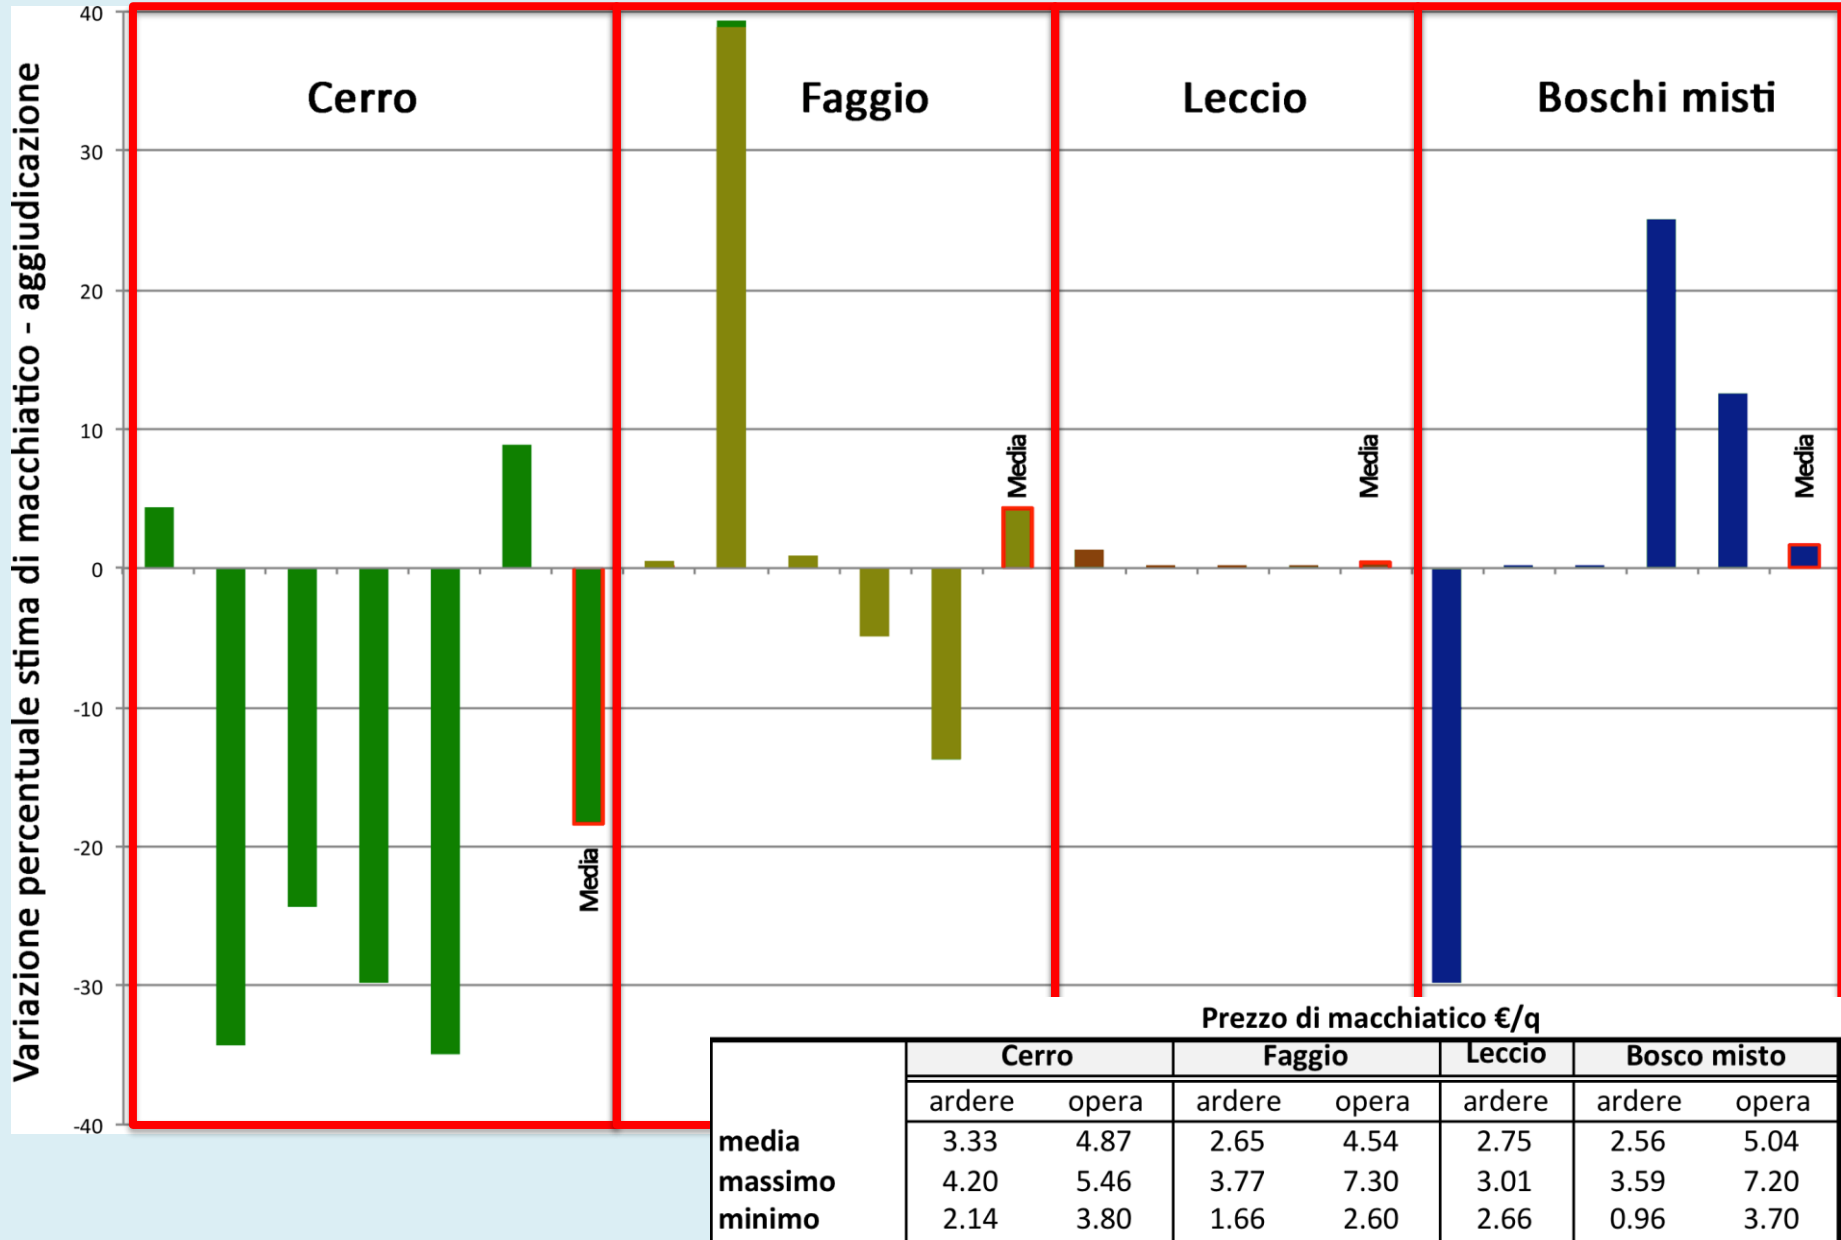 Variazione percentuale stima di macchiatico - aggiudicazione
40
30
20
10
0
-10
-20
-30
-40
Cerro
Faggio
Leccio
Boschi misti
Media
Media
Media
Media
Prezzo di macchiatico €/q
Cerro Faggio Leccio Bosco misto
ardere opera ardere opera ardere ardere opera
media 3.33 4.87 2.65 4.54 2.75 2.56 5.04
massimo 4.20 5.46 3.77 7.30 3.01 3.59 7.20
minimo 2.14 3.80 1.66 2.60 2.66 0.96 3.70